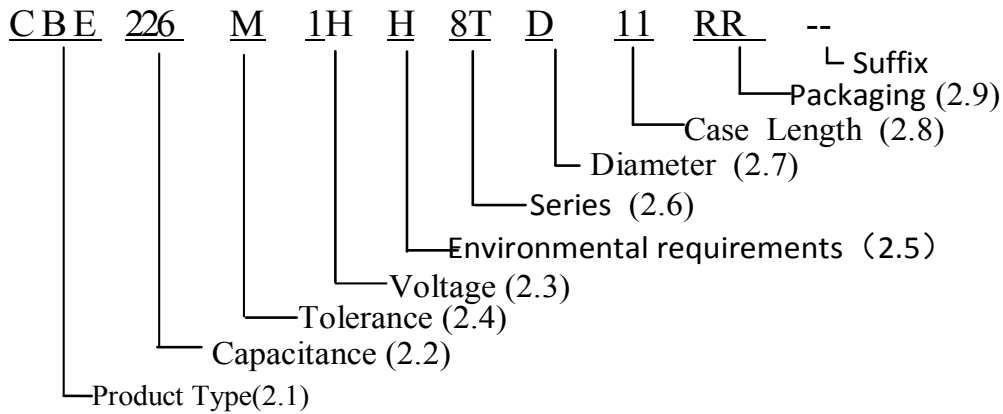 CBE 226 M 1H H 8T D 11 RR --
Suffix
Packaging (2.9)
Case Length (2.8)
Diameter (2.7)
Series (2.6)
Environmental requirements（2.5）
Voltage (2.3)
Tolerance (2.4)
Capacitance (2.2)
Product Type(2.1)